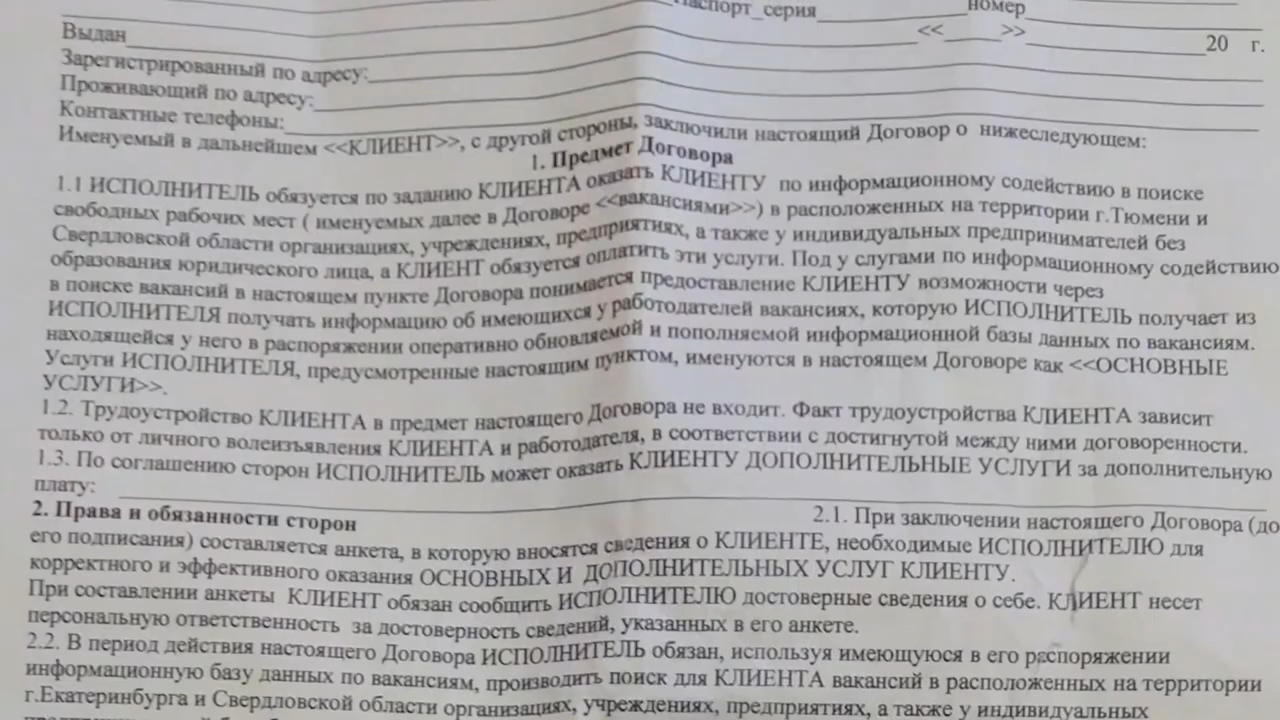 Паспорт_серия____________номер
Выдан____________<<____>>____________20 г.
Зарегистрированный по адресу:
Проживающий по адресу:
Контактные телефоны:
Именуемый в дальнейшем <<КЛИЕНТ>>, с другой стороны, заключили настоящий Договор о нижеследующем:
1. Предмет Договора
1.1 ИСПОЛНИТЕЛЬ обязуется по заданию КЛИЕНТА оказать КЛИЕНТУ по информационному содействию в поиске
свободных рабочих мест ( именуемых далее в Договоре <<вакансиями>>) в расположенных на территории г.Тюмени и
Свердловской области организациях, учреждениях, предприятиях, а также у индивидуальных предпринимателей без
образования юридического лица, а КЛИЕНТ обязуется оплатить эти услуги. Под у слугами по информационному содействию
в поиске вакансий в настоящем пункте Договора понимается предоставление КЛИЕНТУ возможности через
ИСПОЛНИТЕЛЯ получать информацию об имеющихся у работодателей вакансиях, которую ИСПОЛНИТЕЛЬ получает из
находящейся у него в распоряжении оперативно обновляемой и пополняемой информационной базы данных по вакансиям.
Услуги ИСПОЛНИТЕЛЯ, предусмотренные настоящим пунктом, именуются в настоящем Договоре как <<ОСНОВНЫЕ
УСЛУГИ>>.
1.2. Трудоустройство КЛИЕНТА в предмет настоящего Договора не входит. Факт трудоустройства КЛИЕНТА зависит
только от личного волеизъявления КЛИЕНТА и работодателя, в соответствии с достигнутой между ними договоренности.
1.3. По соглашению сторон ИСПОЛНИТЕЛЬ может оказать КЛИЕНТУ ДОПОЛНИТЕЛЬНЫЕ УСЛУГИ за дополнительную
плату:
2. Права и обязанности сторон 2.1. При заключении настоящего Договора (до
его подписания) составляется анкета, в которую вносятся сведения о КЛИЕНТЕ, необходимые ИСПОЛНИТЕЛЮ для
корректного и эффективного оказания ОСНОВНЫХ И ДОПОЛНИТЕЛЬНЫХ УСЛУГ КЛИЕНТУ.
При составлении анкеты КЛИЕНТ обязан сообщить ИСПОЛНИТЕЛЮ достоверные сведения о себе. КЛИЕНТ несет
персональную ответственность за достоверность сведений, указанных в его анкете.
2.2. В период действия настоящего Договора ИСПОЛНИТЕЛЬ обязан, используя имеющуюся в его распоряжении
информационную базу данных по вакансиям, производить поиск для КЛИЕНТА вакансий в расположенных на территории
г.Екатеринбурга и Свердловской области организациях, учреждениях, предприятиях, а также у индивидуальных